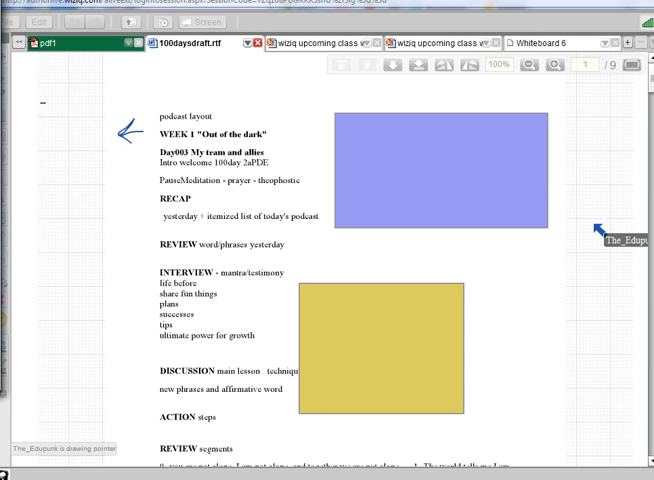 Edit
Screen
<<
pdf1
100daysdraft.rtf
wiziq upcoming class
wiziq upcoming class
Whiteboard 6
100%
1
/ 9
podcast layout
WEEK 1 "Out of the dark"
Day003 My team and allies
Intro welcome 100day 2aPDE
PauseMeditation - prayer - theophostic
RECAP
yesterday + itemized list of today's podcast
The_Edupu
REVIEW word/phrases yesterday
INTERVIEW - mantra/testimony
life before
share fun things
plans
successes
tips
ultimate power for growth
DISCUSSION main lesson techniqu
new phrases and affirmative word
ACTION steps
The_Edupunk is drawing pointer
REVIEW segments